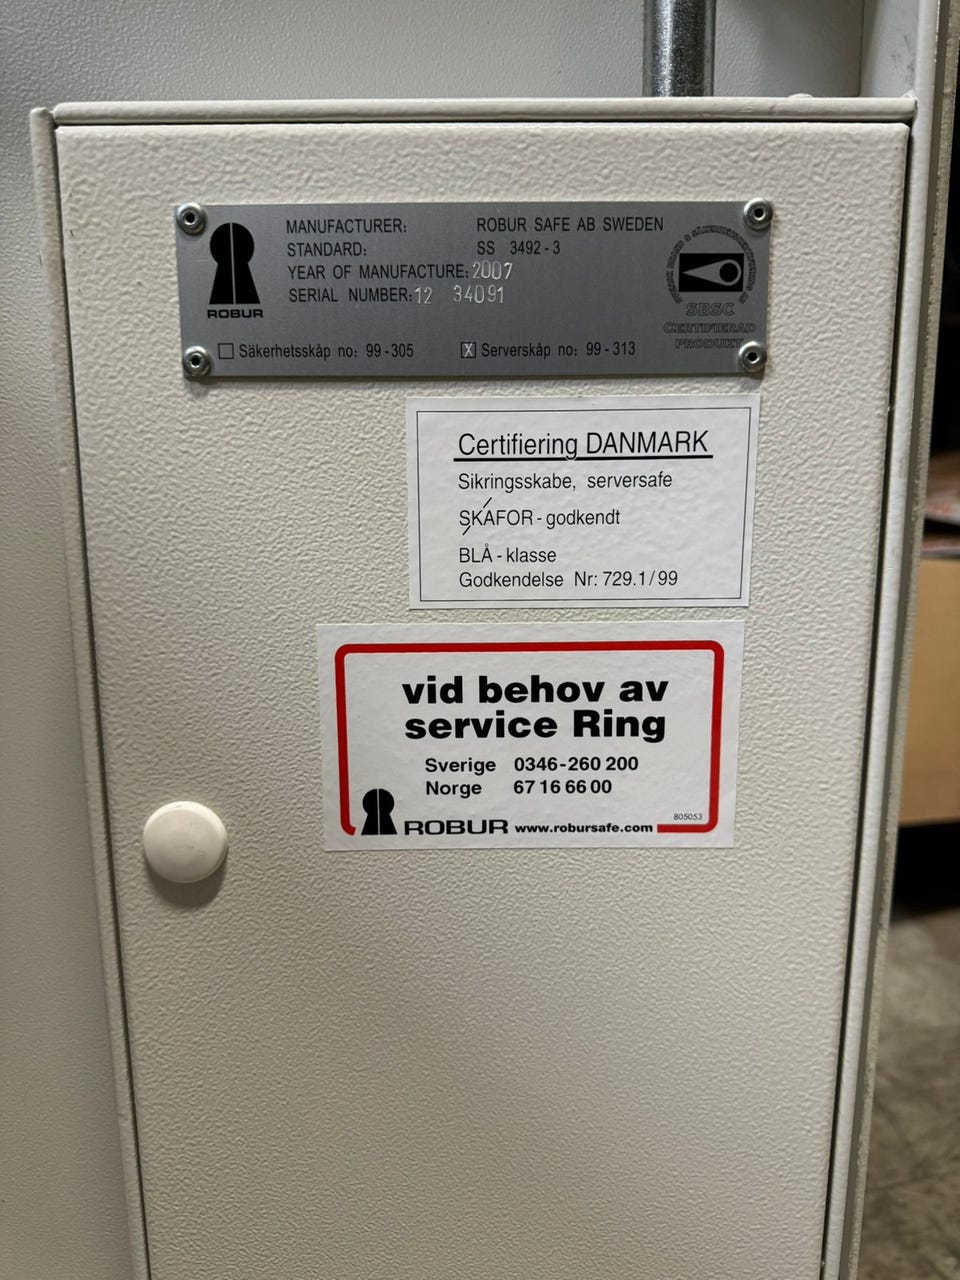 MANUFACTURER: ROBUR SAFE AB SWEDEN
STANDARD: SS 3492-3
YEAR OF MANUFACTURE: 2007
SERIAL NUMBER: 12 34091
ROBUR
SBSC
CERTIFIERAD
PRODUKT
Säkerhetsskåp no: 99-305
X Serverskåp no: 99-313
Certifiering DANMARK
Sikringsskabe, serversafe
SKAFOR - godkendt
BLÅ - klasse
Godkendelse Nr: 729.1/99
vid behov av
service Ring
Sverige 0346-260 200
Norge 67 16 66 00
805053
ROBUR www.robursafe.com